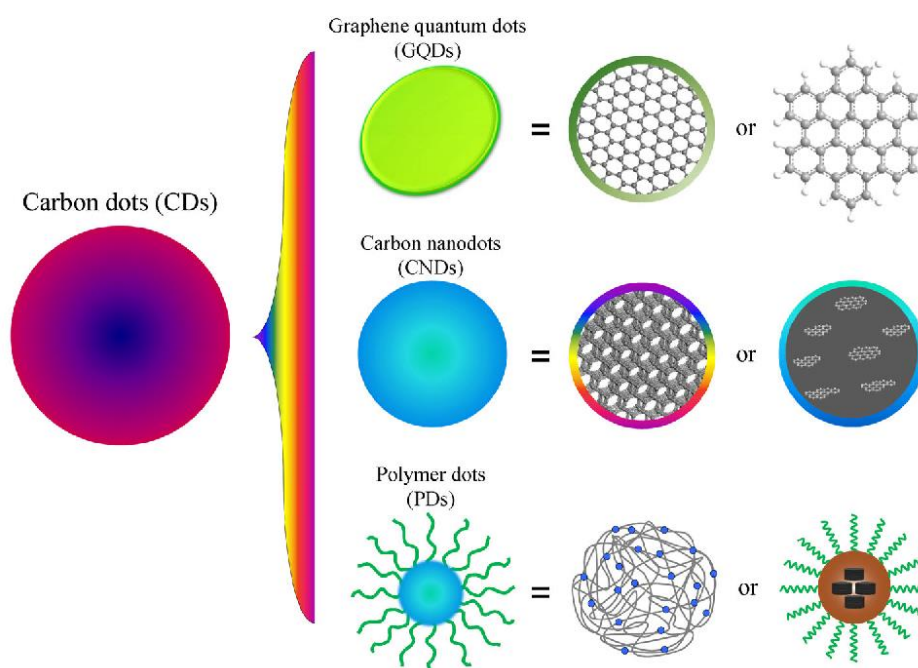 Graphene quantum dots
(GQDs)
=
or
Carbon dots (CDs)
Carbon nanodots
(CNDs)
=
or
Polymer dots
(PDs)
=
or